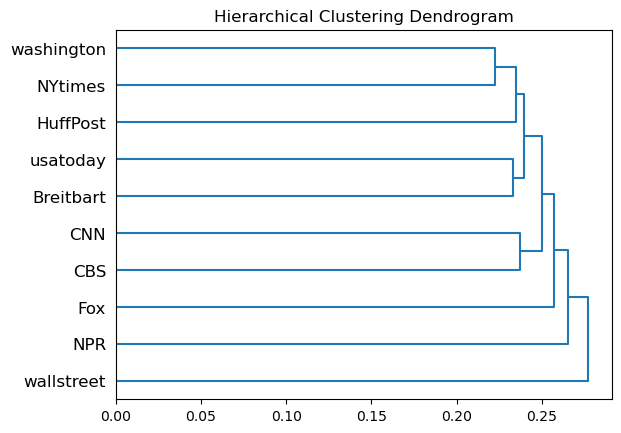 Hierarchical Clustering Dendrogram
washington
NYtimes
HuffPost
usatoday
Breitbart
CNN
CBS
Fox
NPR
wallstreet
0.00 0.05 0.10 0.15 0.20 0.25